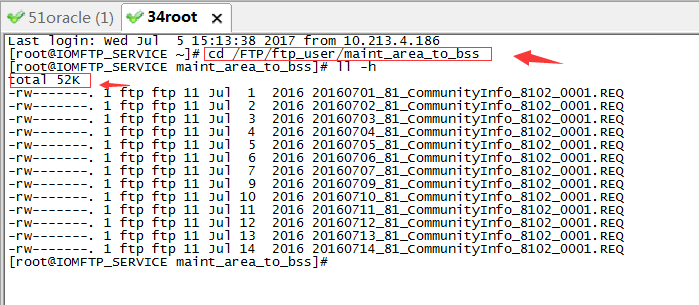 51oracle (1)
34root
Last login: Wed Jul  5 15:13:38 2017 from 10.213.4.186
[root@IOMFTP_SERVICE ~]# cd /FTP/ftp_user/maint_area_to_bss
[root@IOMFTP_SERVICE maint_area_to_bss]# ll -h
total 52K
-rw-------. 1 ftp ftp 11 Jul  1  2016 20160701_81_CommunityInfo_8102_0001.REQ
-rw-------. 1 ftp ftp 11 Jul  2  2016 20160702_81_CommunityInfo_8102_0001.REQ
-rw-------. 1 ftp ftp 11 Jul  3  2016 20160703_81_CommunityInfo_8102_0001.REQ
-rw-------. 1 ftp ftp 11 Jul  4  2016 20160704_81_CommunityInfo_8102_0001.REQ
-rw-------. 1 ftp ftp 11 Jul  5  2016 20160705_81_CommunityInfo_8102_0001.REQ
-rw-------. 1 ftp ftp 11 Jul  6  2016 20160706_81_CommunityInfo_8102_0001.REQ
-rw-------. 1 ftp ftp 11 Jul  7  2016 20160707_81_CommunityInfo_8102_0001.REQ
-rw-------. 1 ftp ftp 11 Jul  9  2016 20160709_81_CommunityInfo_8102_0001.REQ
-rw-------. 1 ftp ftp 11 Jul 10  2016 20160710_81_CommunityInfo_8102_0001.REQ
-rw-------. 1 ftp ftp 11 Jul 11  2016 20160711_81_CommunityInfo_8102_0001.REQ
-rw-------. 1 ftp ftp 11 Jul 12  2016 20160712_81_CommunityInfo_8102_0001.REQ
-rw-------. 1 ftp ftp 11 Jul 13  2016 20160713_81_CommunityInfo_8102_0001.REQ
-rw-------. 1 ftp ftp 11 Jul 14  2016 20160714_81_CommunityInfo_8102_0001.REQ
[root@IOMFTP_SERVICE maint_area_to_bss]#